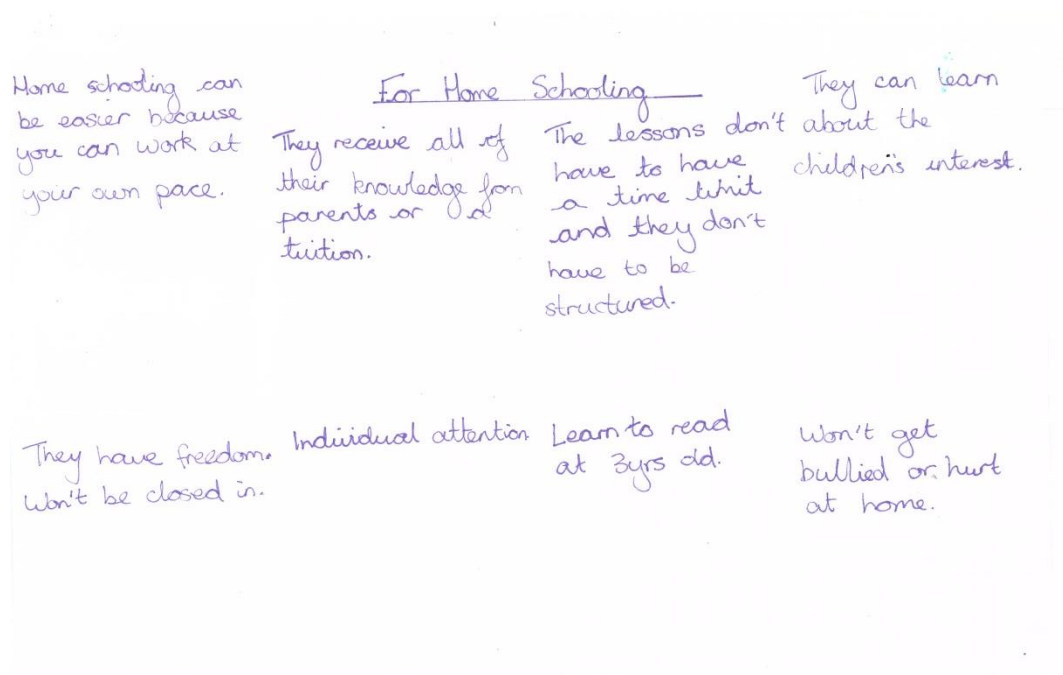 For Home Schooling
Home schooling can
be easier because
you can work at
your own pace.
They receive all of
their knowledge from
parents or a
tuition.
The lessons don't
have to have
a time limit
and they don't
have to be
structured.
They can learn
about the
children's interest.
They have freedom.
Won't be closed in.
Individual attention
Learn to read
at 3yrs old.
Won't get
bullied or hurt
at home.